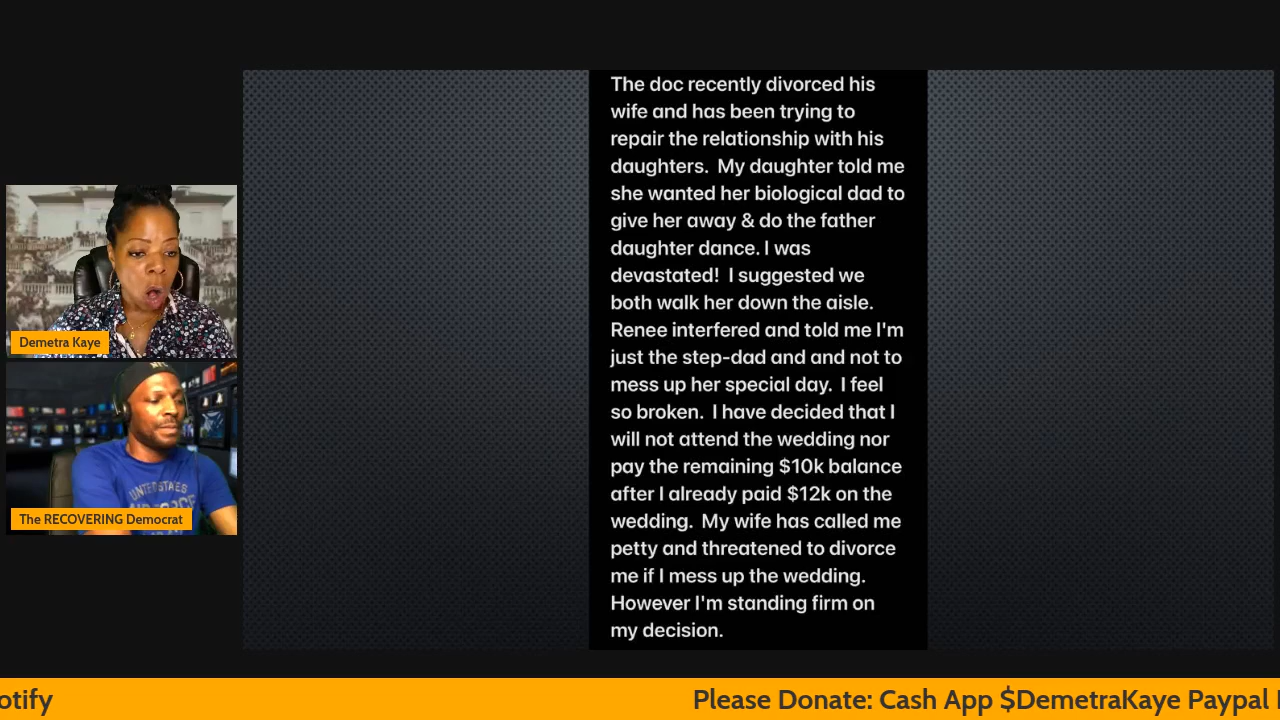 The doc recently divorced his
wife and has been trying to
repair the relationship with his
daughters. My daughter told me
she wanted her biological dad to
give her away & do the father
daughter dance. I was
devastated! I suggested we
both walk her down the aisle.
Renee interfered and told me I'm
just the step-dad and and not to
mess up her special day. I feel
so broken. I have decided that I
will not attend the wedding nor
pay the remaining $10k balance
after I already paid $12k on the
wedding. My wife has called me
petty and threatened to divorce
me if I mess up the wedding.
However I'm standing firm on
my decision.
Demetra Kaye
UNITED STATES
The RECOVERING Democrat
otify
Please Donate: Cash App $DemetraKaye Paypal